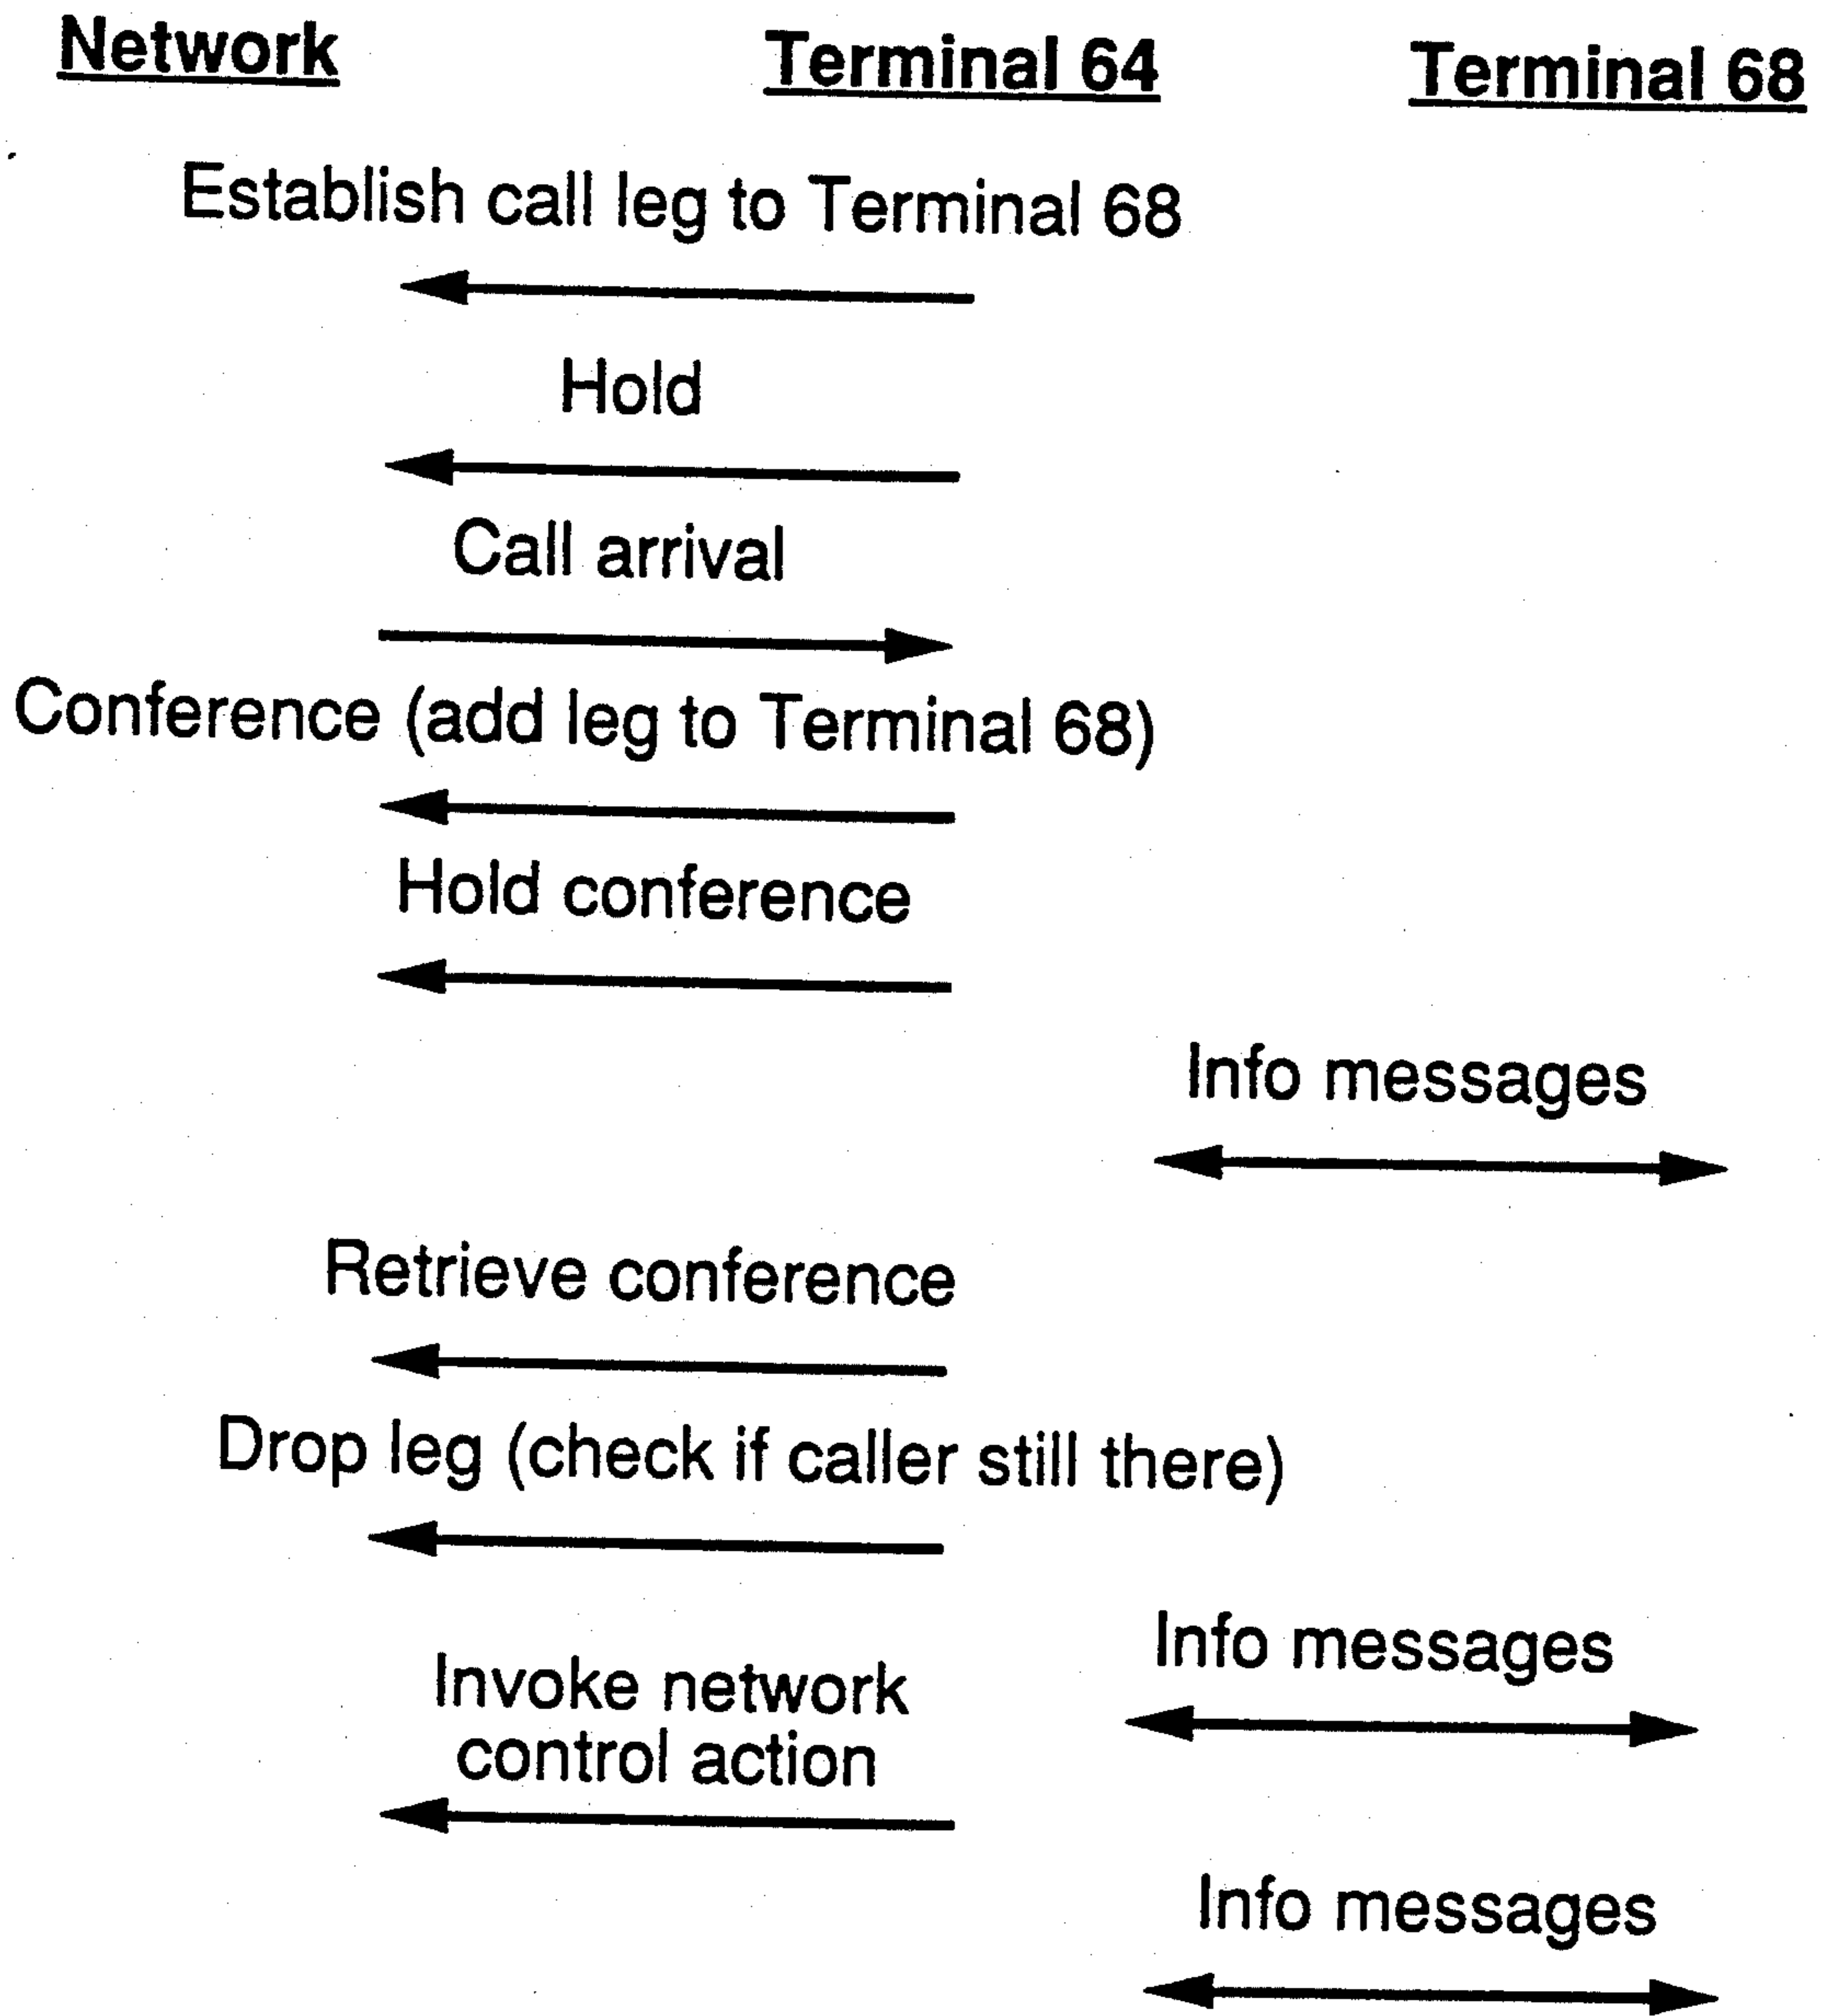 Network Terminal 64 Terminal 68
Establish call leg to Terminal 68
Hold
Call arrival
Conference (add leg to Terminal 68)
Hold conference
Info messages
Retrieve conference
Drop leg (check if caller still there)
Info messages
Invoke network
control action
Info messages